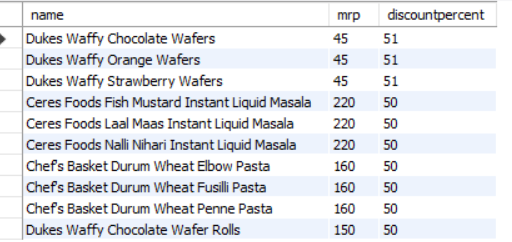 name mrp discountpercent
Dukes Waffy Chocolate Wafers 45 51
Dukes Waffy Orange Wafers 45 51
Dukes Waffy Strawberry Wafers 45 51
Ceres Foods Fish Mustard Instant Liquid Masala 220 50
Ceres Foods Laal Maas Instant Liquid Masala 220 50
Ceres Foods Nalli Nihari Instant Liquid Masala 220 50
Chef's Basket Durum Wheat Elbow Pasta 160 50
Chef's Basket Durum Wheat Fusilli Pasta 160 50
Chef's Basket Durum Wheat Penne Pasta 160 50
Dukes Waffy Chocolate Wafer Rolls 150 50